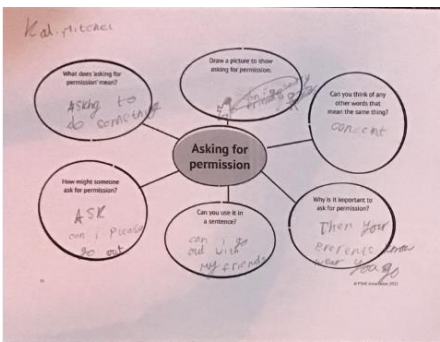 Kal.Mitchel
What does 'asking for
permission' mean?
Asking to
do something
Draw a picture to show
asking for permission.
Can you think of any
other words that
mean the same thing?
concent
Asking for
permission
How might someone
ask for permission?
ASK
can i Please
go out
Can you use it in
a sentence?
can i go
out with
my friends
Why is it important to
ask for permission?
Then your
know
wear you go